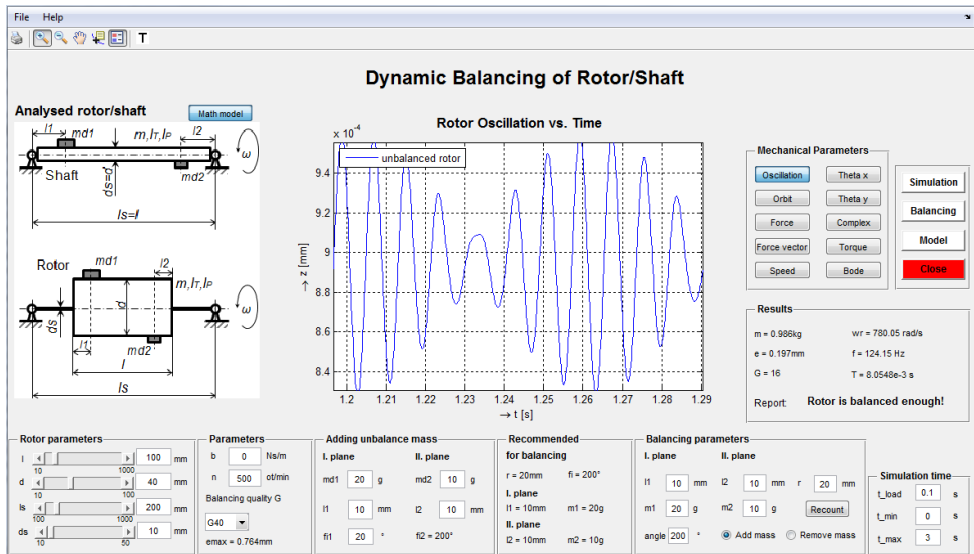 File Help
T
Dynamic Balancing of Rotor/Shaft
Analysed rotor/shaft
Math model
l1 md1 m,IT,IP l2
ω
Shaft ds=d md2
ls=l
Rotor md1 l2 m,IT,IP
ω
ds d
l1 md2
l
ls
Rotor Oscillation vs. Time
x 10^-4
unbalanced rotor
9.4
9.2
9
8.8
8.6
8.4
→ z [mm]
1.2 1.21 1.22 1.23 1.24 1.25 1.26 1.27 1.28 1.29
→ t [s]
Mechanical Parameters
Oscillation Theta x
Orbit Theta y
Force Complex
Force vector Torque
Speed Bode
Simulation
Balancing
Model
Close
Results
m = 0.986kg wr = 780.05 rad/s
e = 0.197mm f = 124.15 Hz
G = 16 T = 8.0548e-3 s
Report: Rotor is balanced enough!
Rotor parameters
l 100 mm
10 1000
d 40 mm
10 1000
ls 200 mm
100 1000
ds 10 mm
10 50
Parameters
b 0 Ns/m
n 500 ot/min
Balancing quality G
G40
emax = 0.764mm
Adding unbalance mass
I. plane II. plane
md1 20 g md2 10 g
l1 10 mm l2 10 mm
fi1 20 ° fi2 = 200°
Recommended
for balancing
r = 20mm fi = 200°
I. plane
l1 = 10mm m1 = 20g
II. plane
l2 = 10mm m2 = 10g
Balancing parameters
I. plane II. plane
l1 10 mm l2 10 mm r 20 mm
m1 20 g m2 10 g Recount
angle 200 ° Add mass Remove mass
Simulation time
t_load 0.1 s
t_min 0 s
t_max 3 s